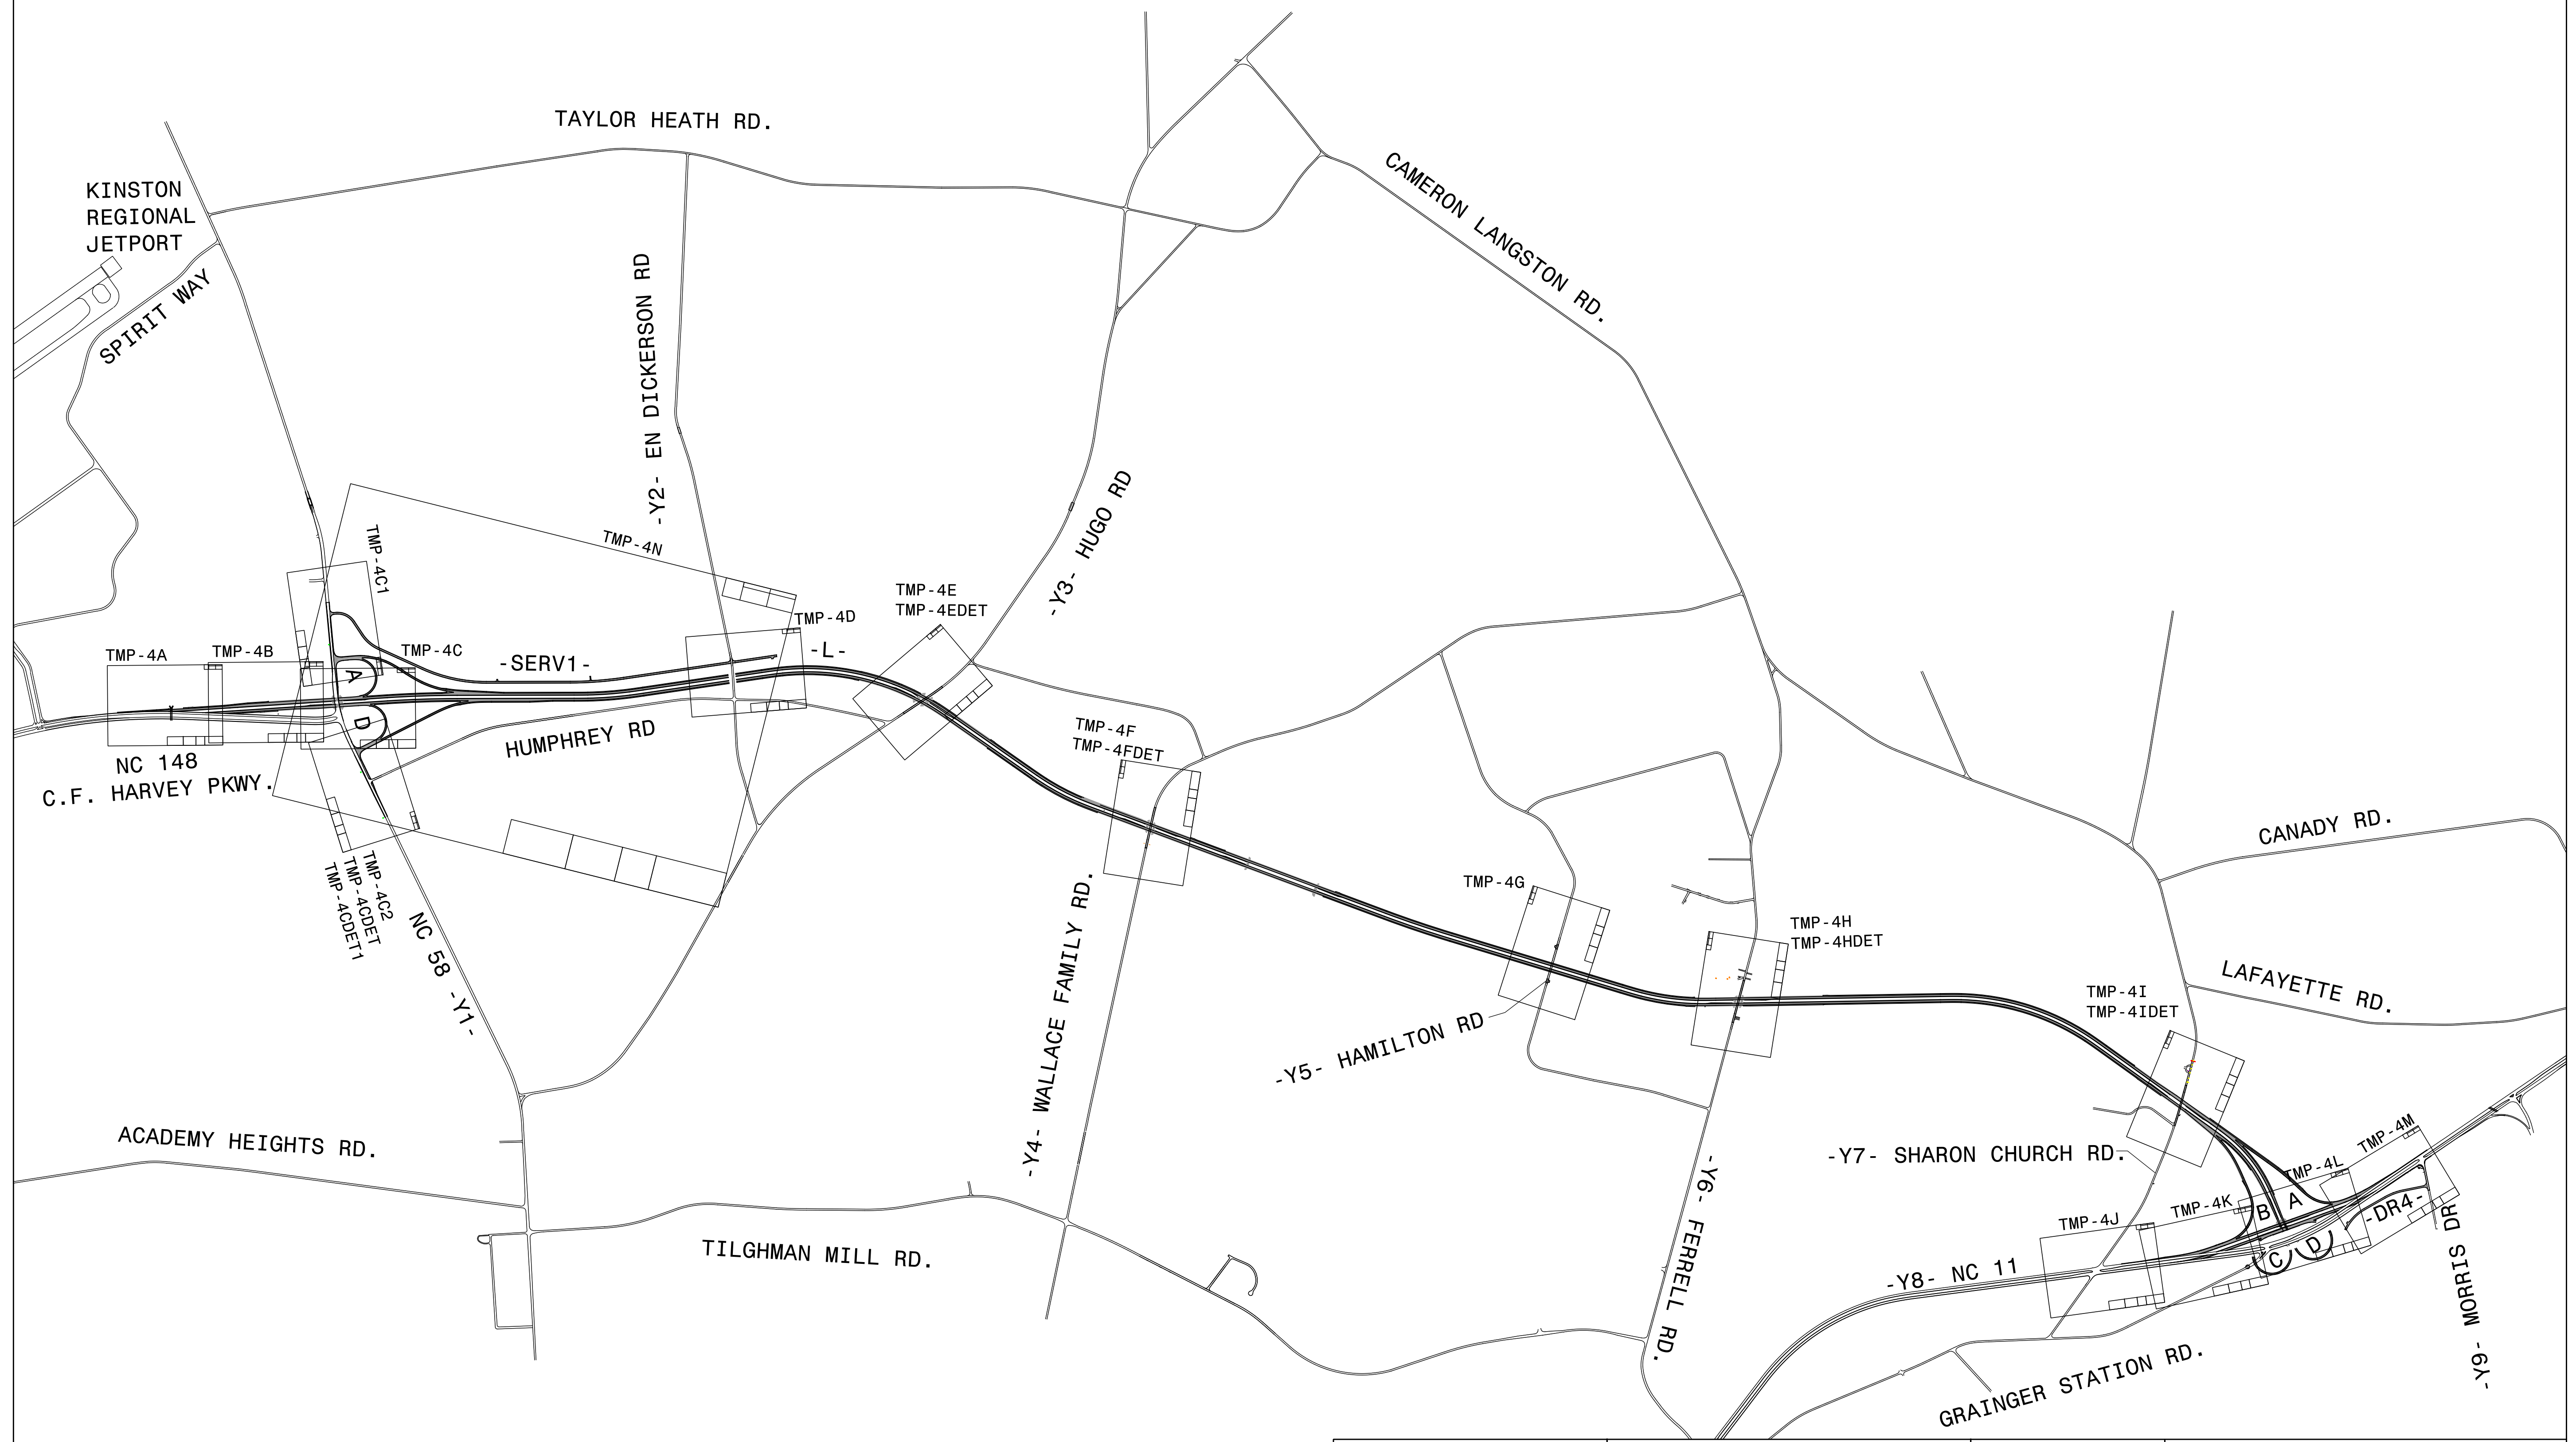 TAYLOR HEATH RD.
KINSTON
REGIONAL
JETPORT
SPIRIT WAY
CAMERON LANGSTON RD.
-Y2- EN DICKERSON RD
-Y3- HUGO RD
TMP-4N
TMP-4C1
TMP-4E
TMP-4EDET
TMP-4D
-L-
TMP-4A
TMP-4B
TMP-4C
-SERV1-
A
D
HUMPHREY RD
NC 148
C.F. HARVEY PKWY.
TMP-4F
TMP-4FDET
TMP-4C2
TMP-4CDET
TMP-4CDET1
NC 58 -Y1-
-Y4- WALLACE FAMILY RD.
TMP-4G
TMP-4H
TMP-4HDET
-Y5- HAMILTON RD
CANADY RD.
LAFAYETTE RD.
TMP-4I
TMP-4IDET
ACADEMY HEIGHTS RD.
TILGHMAN MILL RD.
-Y6- FERRELL RD.
-Y7- SHARON CHURCH RD.
TMP-4M
TMP-4L
TMP-4K
TMP-4J
B
A
C
D
-DR4-
-Y8- NC 11
-Y9- MORRIS DR
GRAINGER STATION RD.